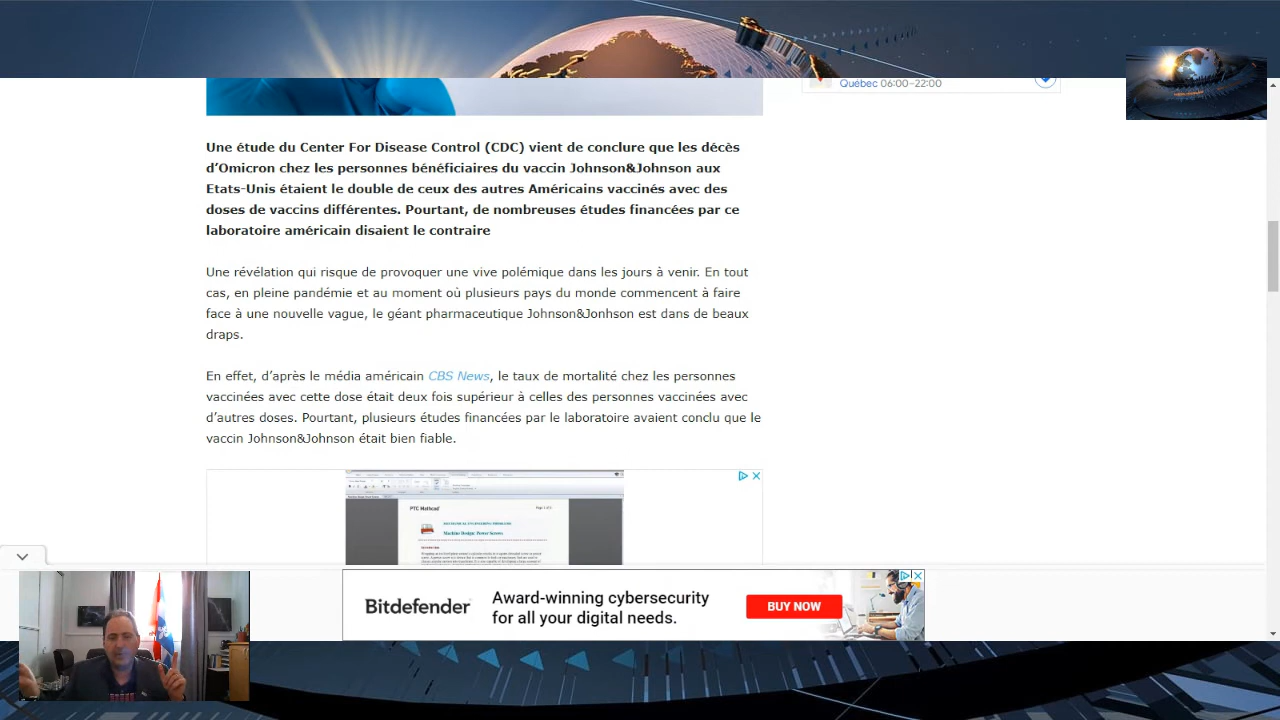 Québec 06:00-22:00
Une étude du Center For Disease Control (CDC) vient de conclure que les décès
d’Omicron chez les personnes bénéficiaires du vaccin Johnson&Johnson aux
Etats-Unis étaient le double de ceux des autres Américains vaccinés avec des
doses de vaccins différentes. Pourtant, de nombreuses études financées par ce
laboratoire américain disaient le contraire
Une révélation qui risque de provoquer une vive polémique dans les jours à venir. En tout
cas, en pleine pandémie et au moment où plusieurs pays du monde commencent à faire
face à une nouvelle vague, le géant pharmaceutique Johnson&Jonhson est dans de beaux
draps.
En effet, d’après le média américain CBS News, le taux de mortalité chez les personnes
vaccinées avec cette dose était deux fois supérieur à celles des personnes vaccinées avec
d’autres doses. Pourtant, plusieurs études financées par le laboratoire avaient conclu que le
vaccin Johnson&Johnson était bien fiable.
PTC Mathcad
Machine Design: Power Screws
Bitdefender
Award-winning cybersecurity
for all your digital needs.
BUY NOW